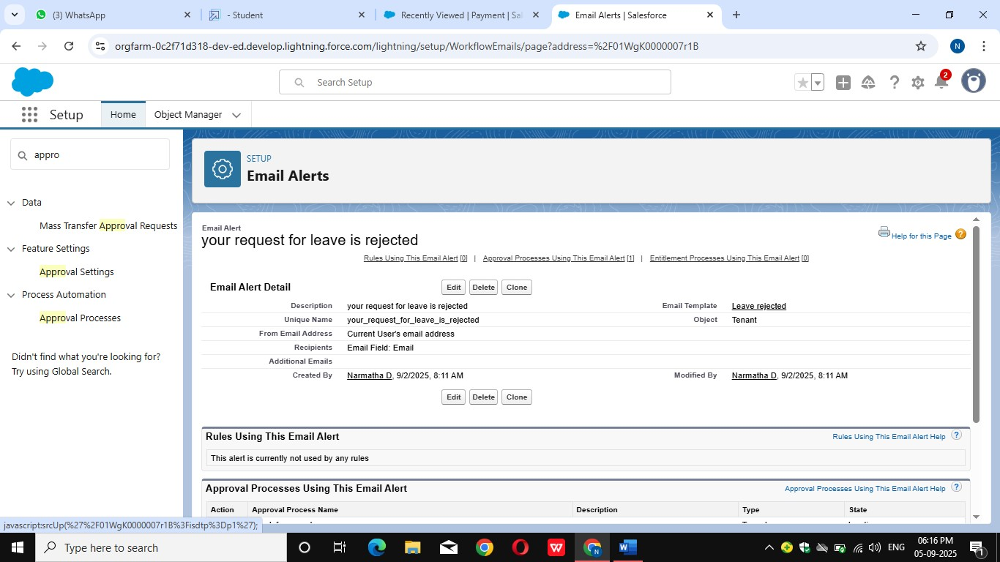 (3) WhatsApp
- Student
Recently Viewed | Payment | Sal
Email Alerts | Salesforce
orgfarm-0c2f71d318-dev-ed.develop.lightning.force.com/lightning/setup/WorkflowEmails/page?address=%2F01WgK0000007r1B
N
Search Setup
2
Setup
Home
Object Manager
appro
SETUP
Email Alerts
Data
Mass Transfer Approval Requests
Feature Settings
Approval Settings
Process Automation
Approval Processes
Didn't find what you're looking for?
Try using Global Search.
Email Alert
your request for leave is rejected
Help for this Page ?
Rules Using This Email Alert [0] | Approval Processes Using This Email Alert [1] | Entitlement Processes Using This Email Alert [0]
Email Alert Detail Edit Delete Clone
Description your request for leave is rejected Email Template Leave rejected
Unique Name your_request_for_leave_is_rejected Object Tenant
From Email Address Current User's email address
Recipients Email Field: Email
Additional Emails
Created By Narmatha D, 9/2/2025, 8:11 AM Modified By Narmatha D, 9/2/2025, 8:11 AM
Edit Delete Clone
Rules Using This Email Alert Rules Using This Email Alert Help ?
This alert is currently not used by any rules
Approval Processes Using This Email Alert Approval Processes Using This Email Alert Help ?
Action Approval Process Name Description Type State
javascript:srcUp(%27%2F01WgK0000007r1B%3Fisdtp%3Dp1%27);
Type here to search
ENG
06:16 PM
05-09-2025
1